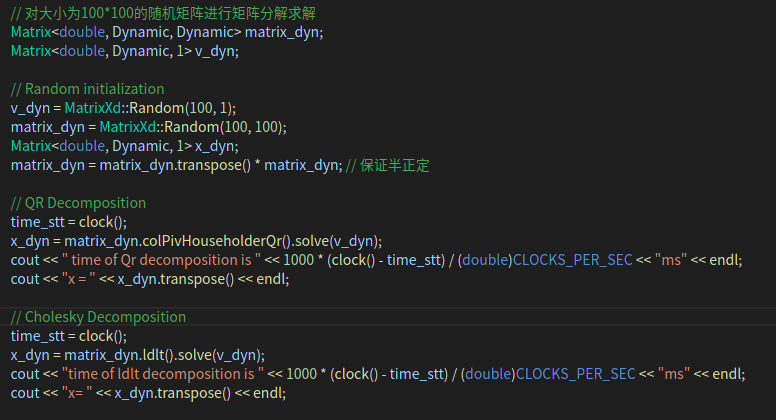 // 对大小为100*100的随机矩阵进行矩阵分解求解
Matrix<double, Dynamic, Dynamic> matrix_dyn;
Matrix<double, Dynamic, 1> v_dyn;
// Random initialization
v_dyn = MatrixXd::Random(100, 1);
matrix_dyn = MatrixXd::Random(100, 100);
Matrix<double, Dynamic, 1> x_dyn;
matrix_dyn = matrix_dyn.transpose() * matrix_dyn; // 保证半正定
// QR Decomposition
time_stt = clock();
x_dyn = matrix_dyn.colPivHouseholderQr().solve(v_dyn);
cout << " time of Qr decomposition is " << 1000 * (clock() - time_stt) / (double)CLOCKS_PER_SEC << "ms" << endl;
cout << "x = " << x_dyn.transpose() << endl;
// Cholesky Decomposition
time_stt = clock();
x_dyn = matrix_dyn.ldlt().solve(v_dyn);
cout << "time of ldlt decomposition is " << 1000 * (clock() - time_stt) / (double)CLOCKS_PER_SEC << "ms" << endl;
cout << "x= " << x_dyn.transpose() << endl;